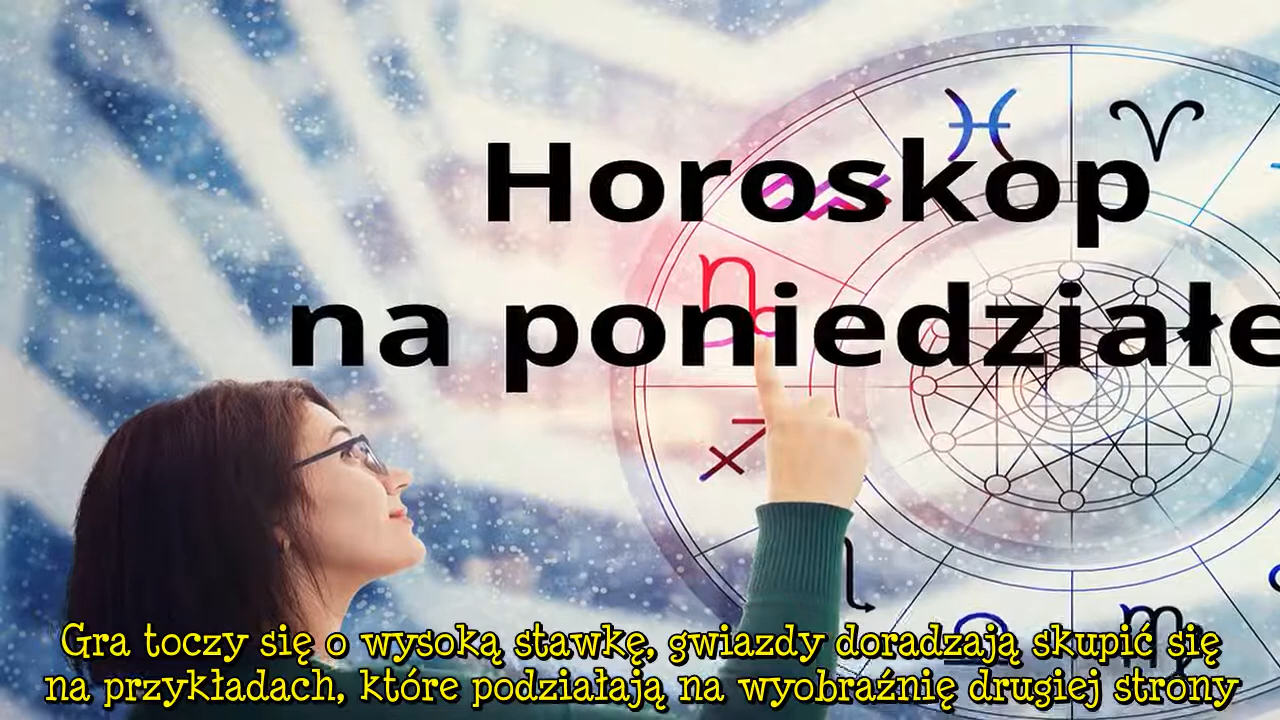 Horoskop
na poniedziałe
Gra toczy się o wysoką stawkę, gwiazdy doradzają skupić się
na przykładach, które podziałają na wyobraźnię drugiej strony